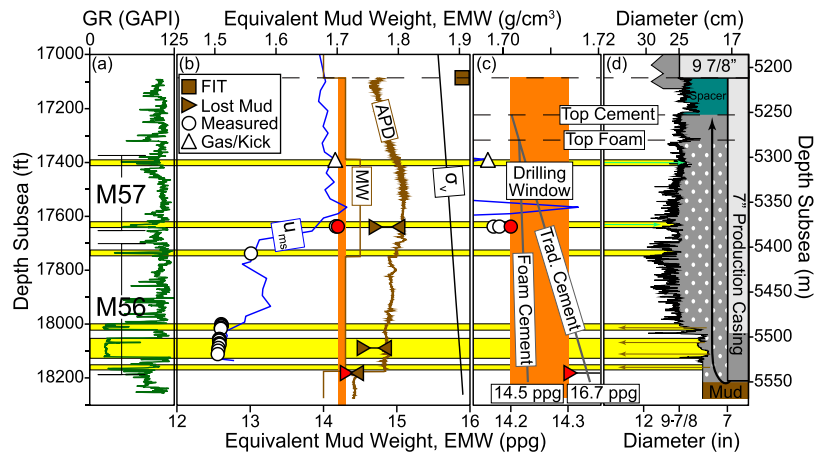 GR (GAPI)
0 125
Equivalent Mud Weight, EMW (g/cm³)
1.5 1.6 1.7 1.8 1.9 1.70 1.72
Diameter (cm)
32 25 17
Depth Subsea (ft)
17000
17200
17400
17600
17800
18000
18200
(a)
M57
M56
(b)
FIT
Lost Mud
Measured
Gas/Kick
APD
MW
σv
ums
(c)
Top Cement
Top Foam
Drilling
Window
Foam Cement
Trad. Cement
14.5 ppg
16.7 ppg
(d)
9 7/8"
Spacer
7" Production Casing
Mud
5200
5250
5300
5350
5400
5450
5500
5550
Depth Subsea (m)
12 13 14 15 16 14.2 14.3
Equivalent Mud Weight, EMW (ppg)
12 9-7/8 7
Diameter (in)